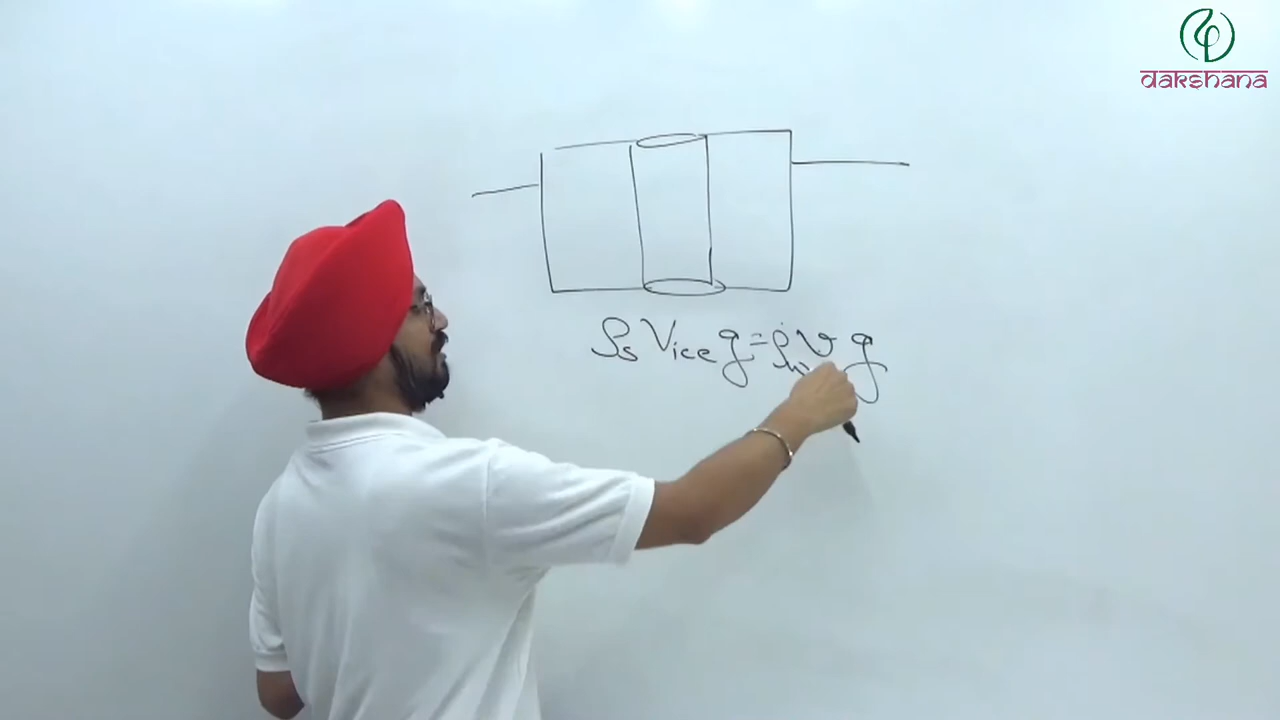 dakshana
ρs Vice g = ρw v g